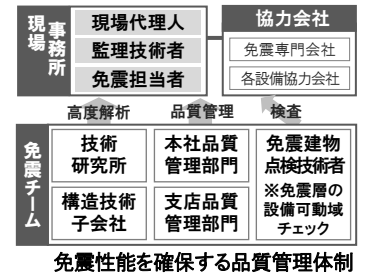 現場
事務所
現場代理人
監理技術者
免震担当者
協力会社
免震専門会社
各設備協力会社
高度解析
品質管理
検査
免震チーム
技術
研究所
構造技術
子会社
本社品質
管理部門
支店品質
管理部門
免震建物
点検技術者
※免震層の
設備可動域
チェック
免震性能を確保する品質管理体制